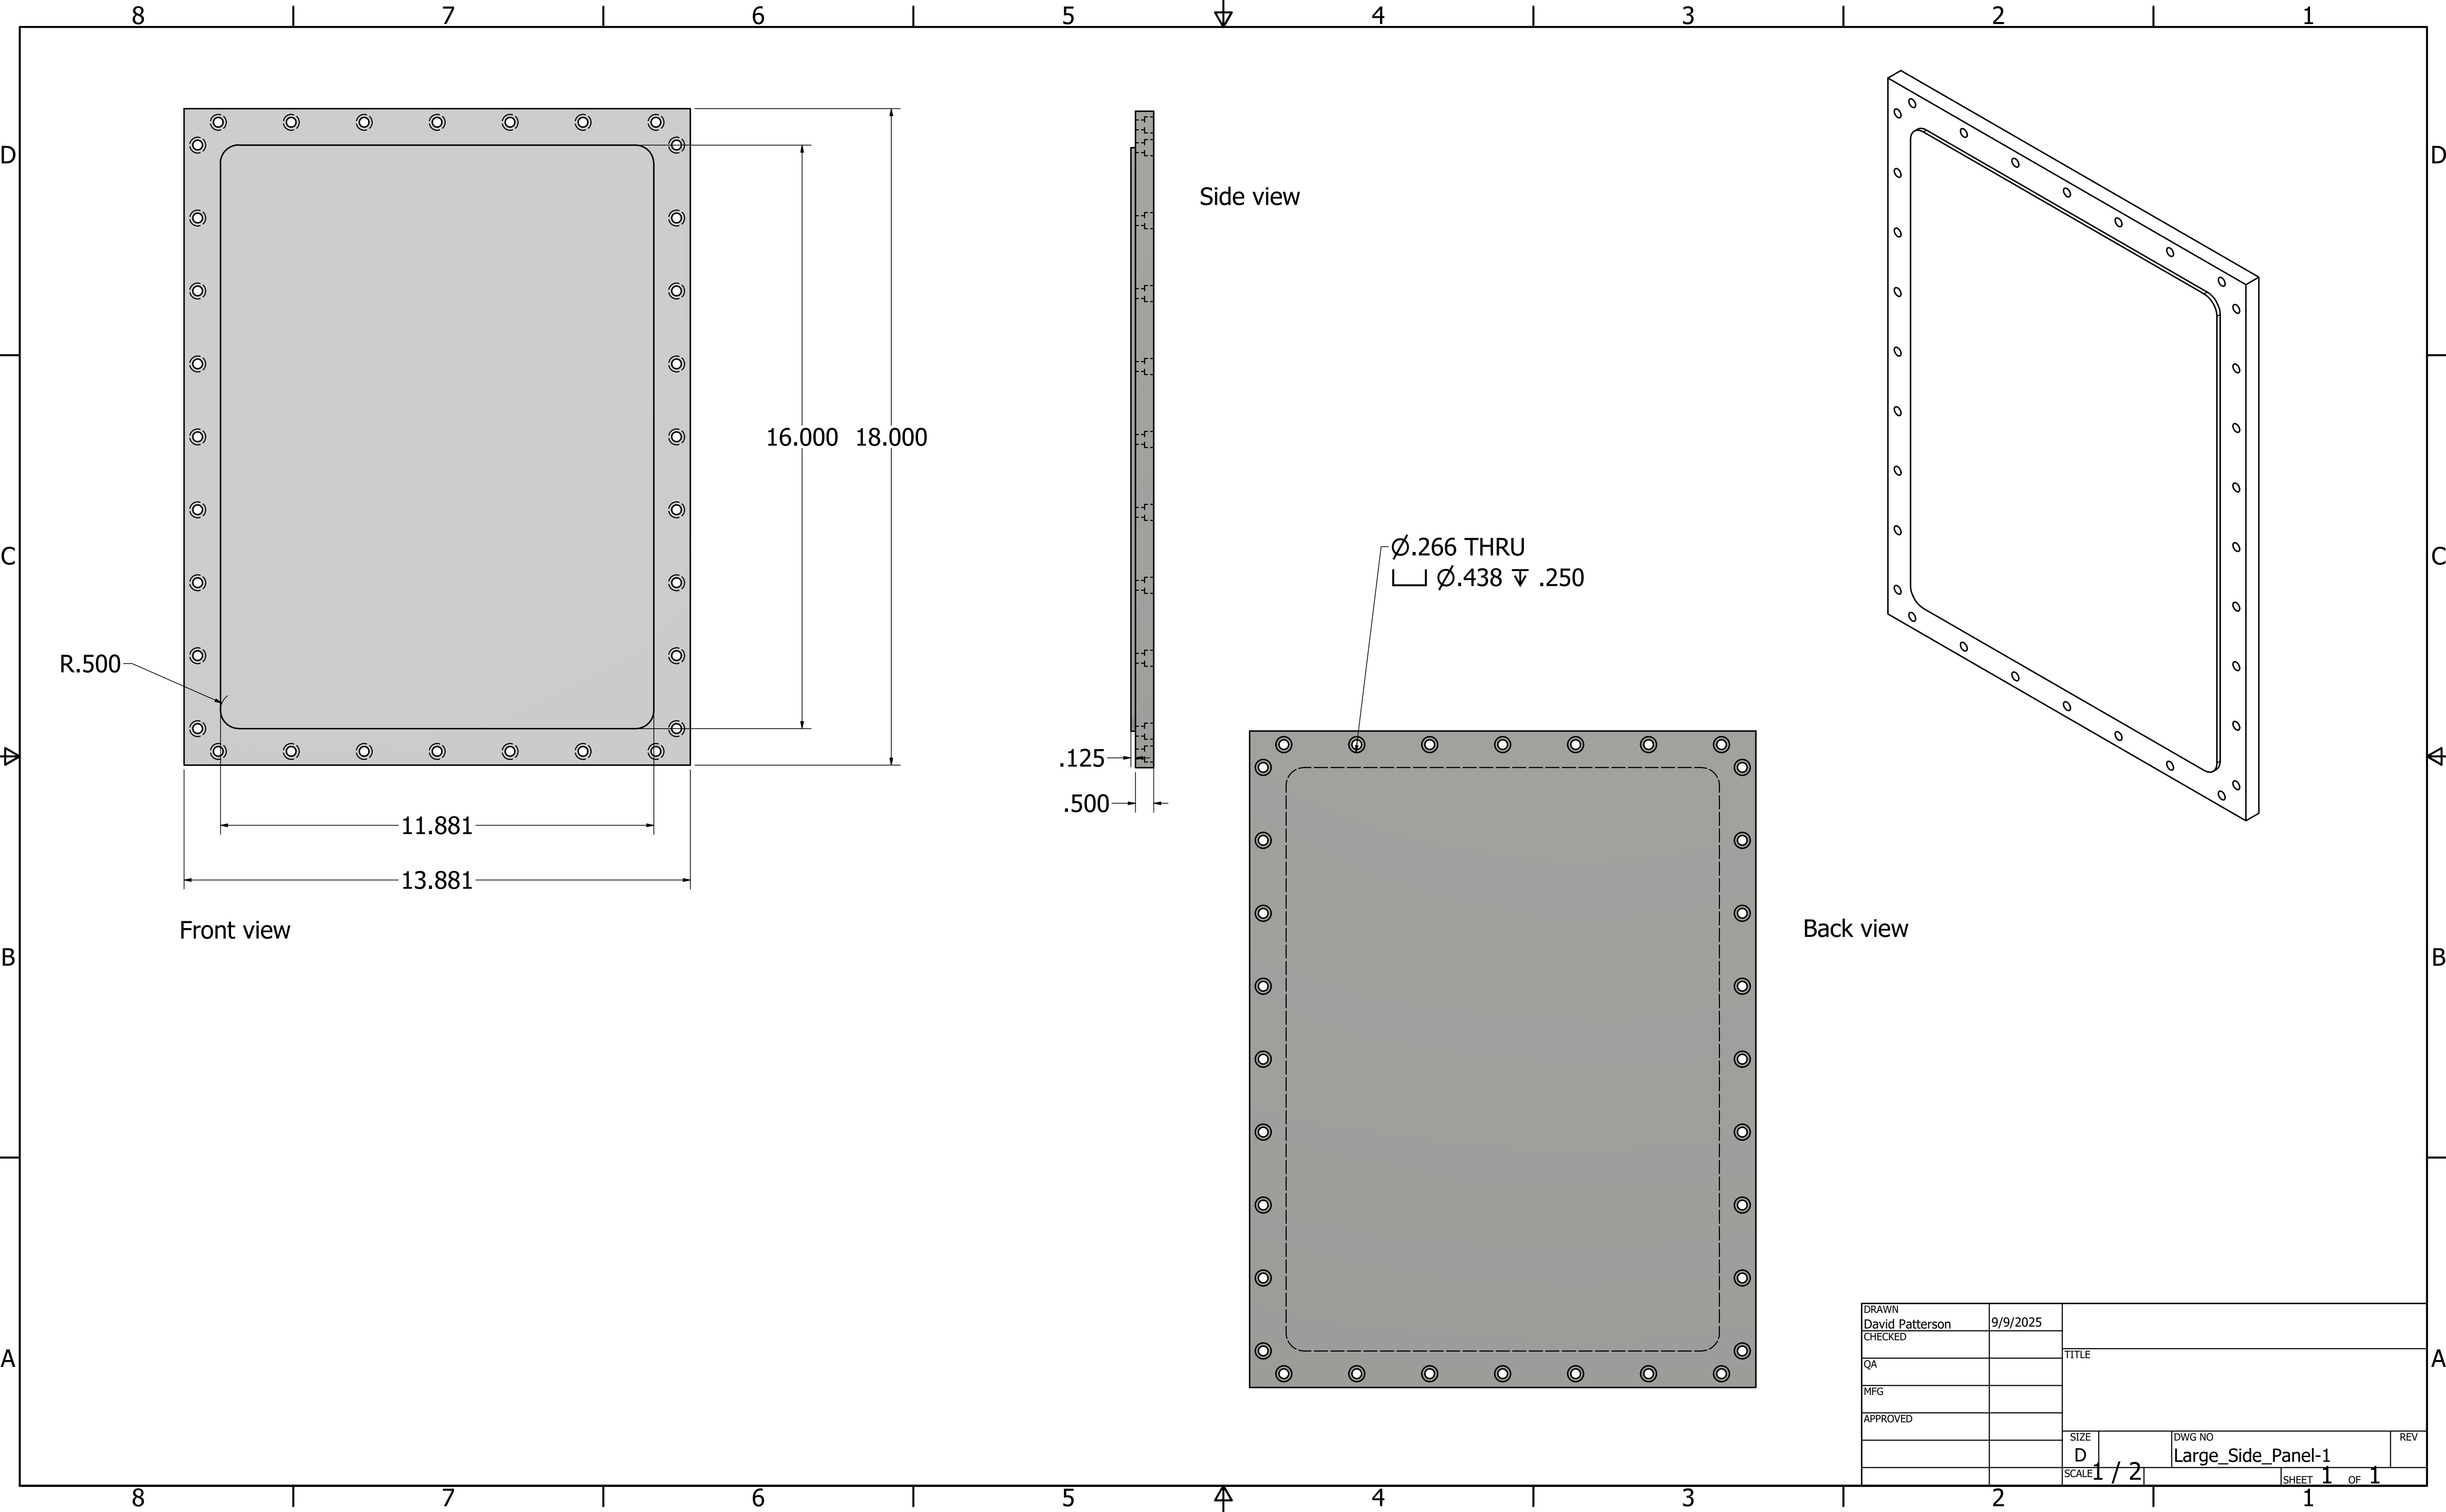 8 7 6 5 4 3 2 1
D D
Side view
16.000 18.000
Ø.266 THRU
⌴ Ø.438 ↧ .250
C C
R.500
.125
.500
11.881
13.881
Front view
Back view
B B
DRAWN
David Patterson 9/9/2025
CHECKED
QA
MFG
APPROVED
TITLE
SIZE
D
DWG NO
Large_Side_Panel-1
REV
SCALE 1 / 2
SHEET 1 OF 1
A A
8 7 6 5 4 3 2 1